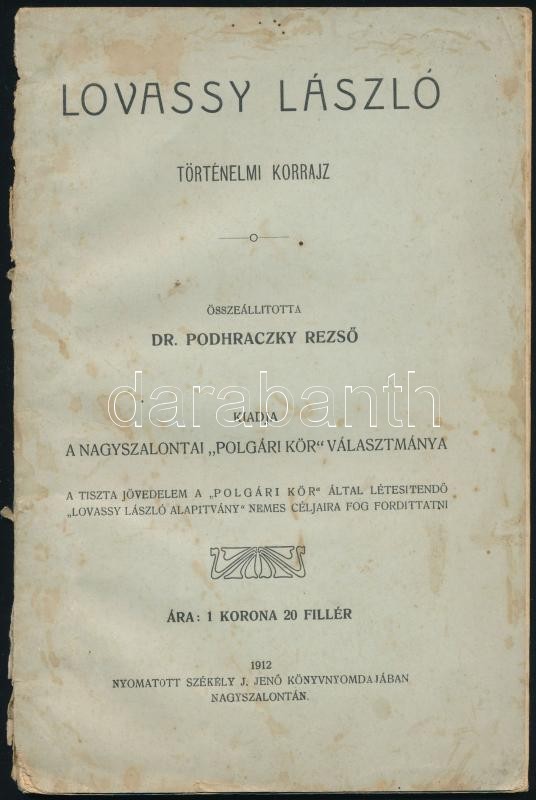 LOVASSY LÁSZLÓ
TÖRTÉNELMI KORRAJZ
ÖSSZEÁLLITOTTA
DR. PODHRACZKY REZSŐ
darabanth
KIADJA
A NAGYSZALONTAI „POLGÁRI KÖR“ VÁLASZTMÁNYA
A TISZTA JÖVEDELEM A „POLGÁRI KÖR“ ÁLTAL LÉTESITENDŐ
„LOVASSY LÁSZLÓ ALAPITVÁNY“ NEMES CÉLJAIRA FOG FORDITTATNI
ÁRA: 1 KORONA 20 FILLÉR
1912
NYOMATOTT SZÉKELY J. JENŐ KÖNYVNYOMDAJÁBAN
NAGYSZALONTÁN.